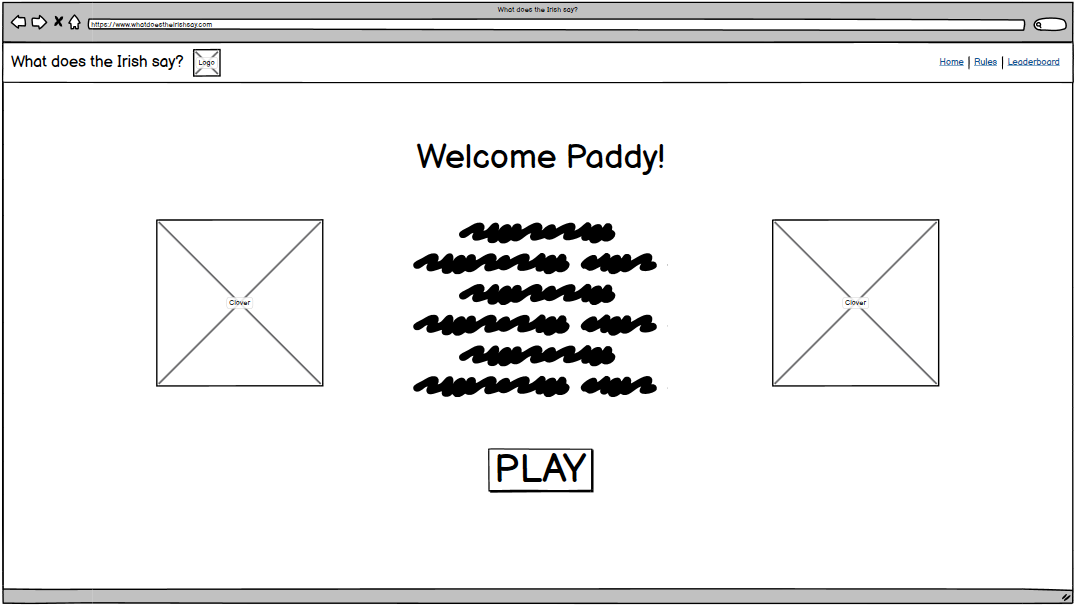 What does the Irish say?
https://www.whatdoestheirishsay.com
What does the Irish say? Logo Home | Rules | Leaderboard
Welcome Paddy!
Clover Clover
PLAY